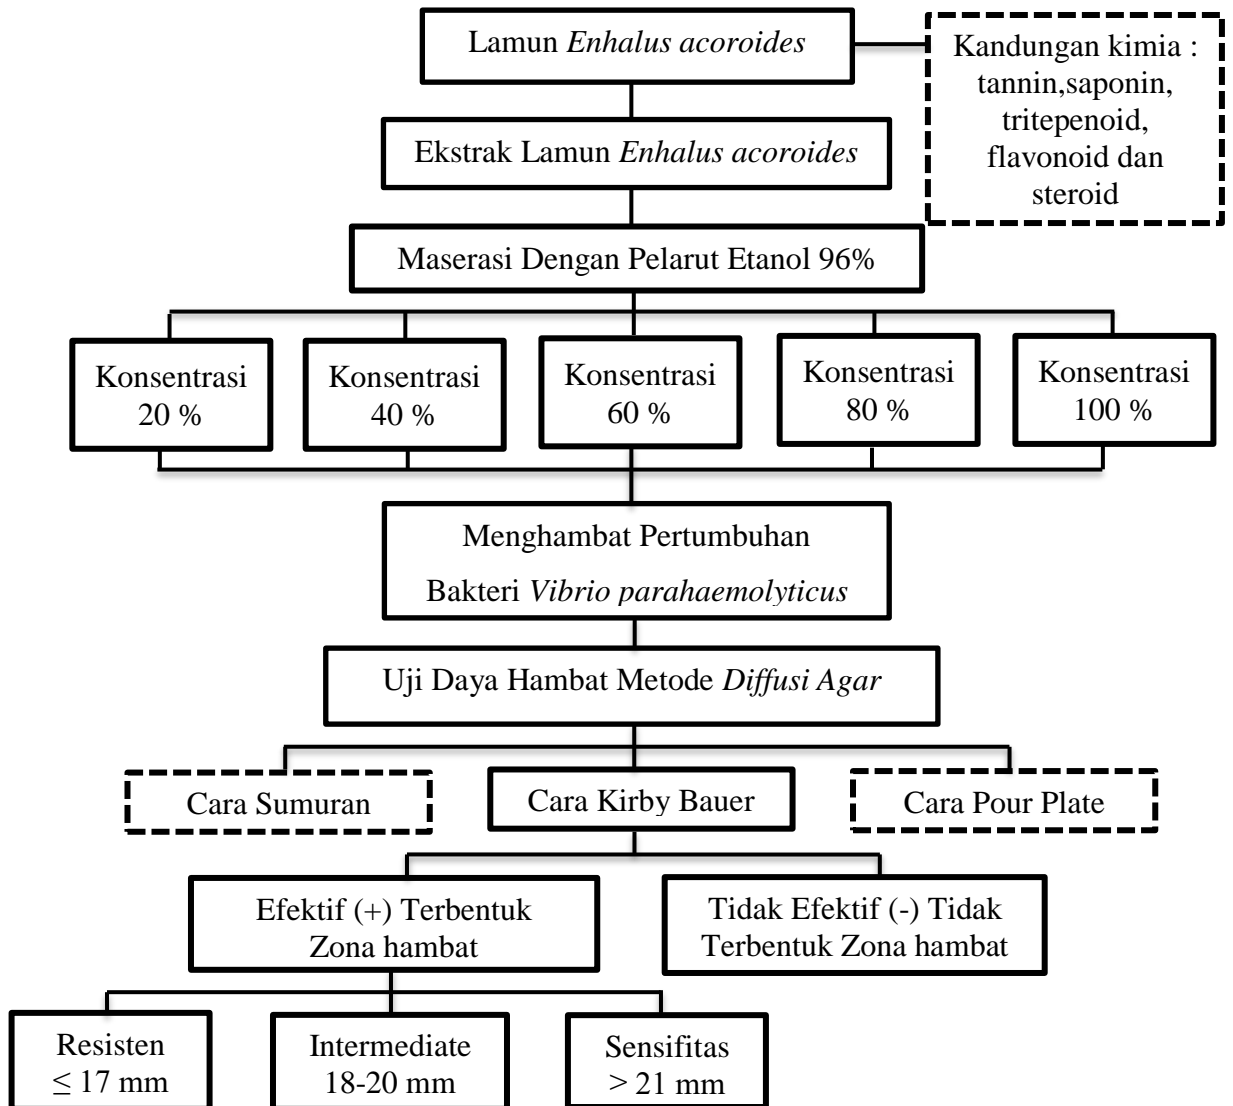 Lamun Enhalus acoroides
Kandungan kimia :
tannin,saponin,
tritepenoid,
flavonoid dan
steroid
Ekstrak Lamun Enhalus acoroides
Maserasi Dengan Pelarut Etanol 96%
Konsentrasi
20 %
Konsentrasi
40 %
Konsentrasi
60 %
Konsentrasi
80 %
Konsentrasi
100 %
Menghambat Pertumbuhan
Bakteri Vibrio parahaemolyticus
Uji Daya Hambat Metode Diffusi Agar
Cara Sumuran
Cara Kirby Bauer
Cara Pour Plate
Efektif (+) Terbentuk
Zona hambat
Tidak Efektif (-) Tidak
Terbentuk Zona hambat
Resisten
≤ 17 mm
Intermediate
18-20 mm
Sensifitas
> 21 mm